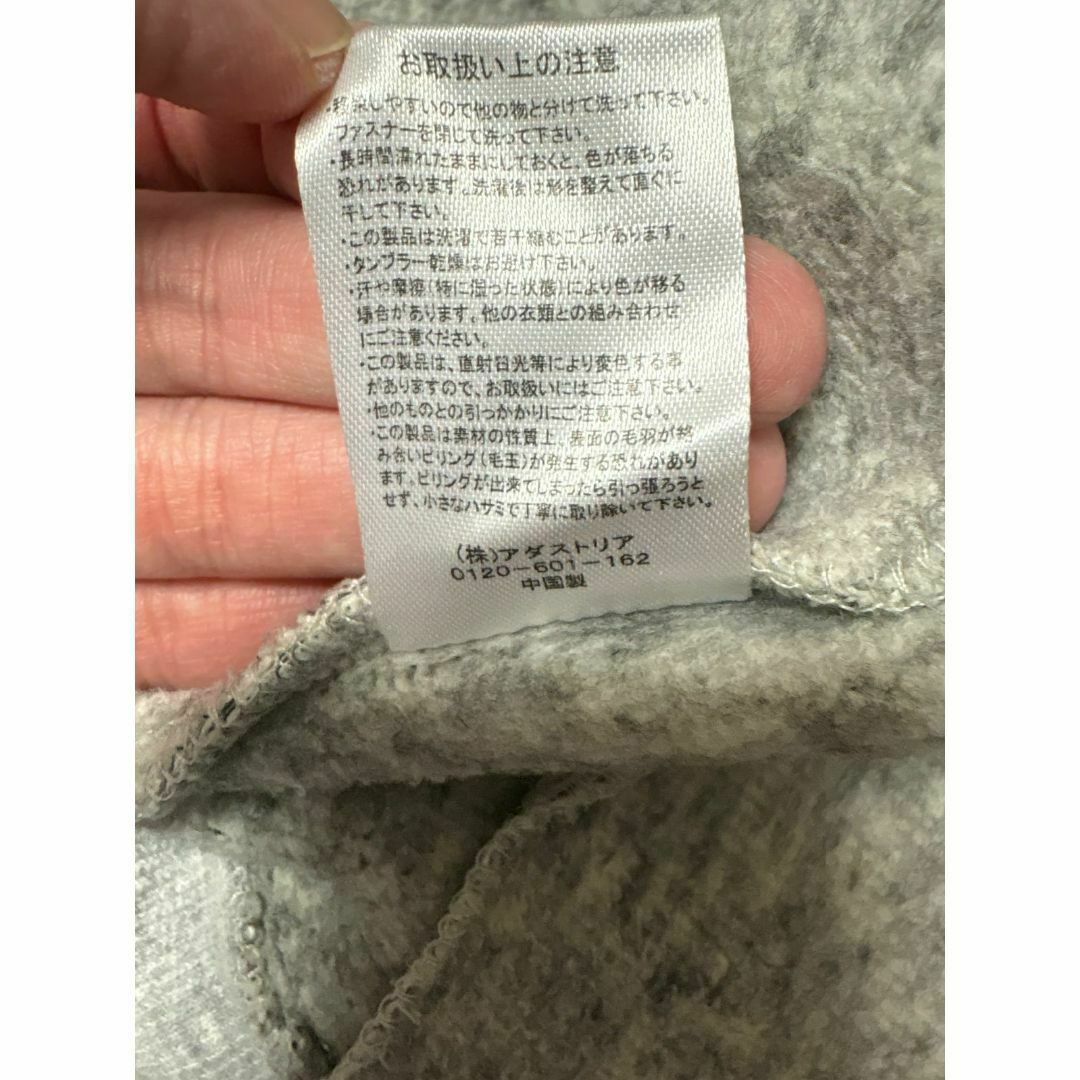 お取扱い上の注意
・移染しやすいので他の物と分けて洗って下さい。
ファスナーを閉じて洗って下さい。
・長時間濡れたままにしておくと、色が落ちる
恐れがあります。洗濯後は形を整えて直ぐに
干して下さい。
・この製品は洗濯で若干縮むことがあります。
・タンブラー乾燥はお避け下さい。
・汗や摩擦(特に湿った状態)により色が移る
場合があります、他の衣類との組み合わせ
にご注意ください。
・この製品は、直射日光等により変色する事
がありますので、お取扱いにはご注意下さい。
・他のものとの引っかかりにご注意下さい。
・この製品は素材の性質上、表面の毛羽が絡
み合いピリング(毛玉)が発生する恐れがあり
ます、ピリングが出来てしまったら引っ張ろうと
せず、小さなハサミで丁寧に取り除いて下さい。
(株)アダストリア
0120-601-162
中国製